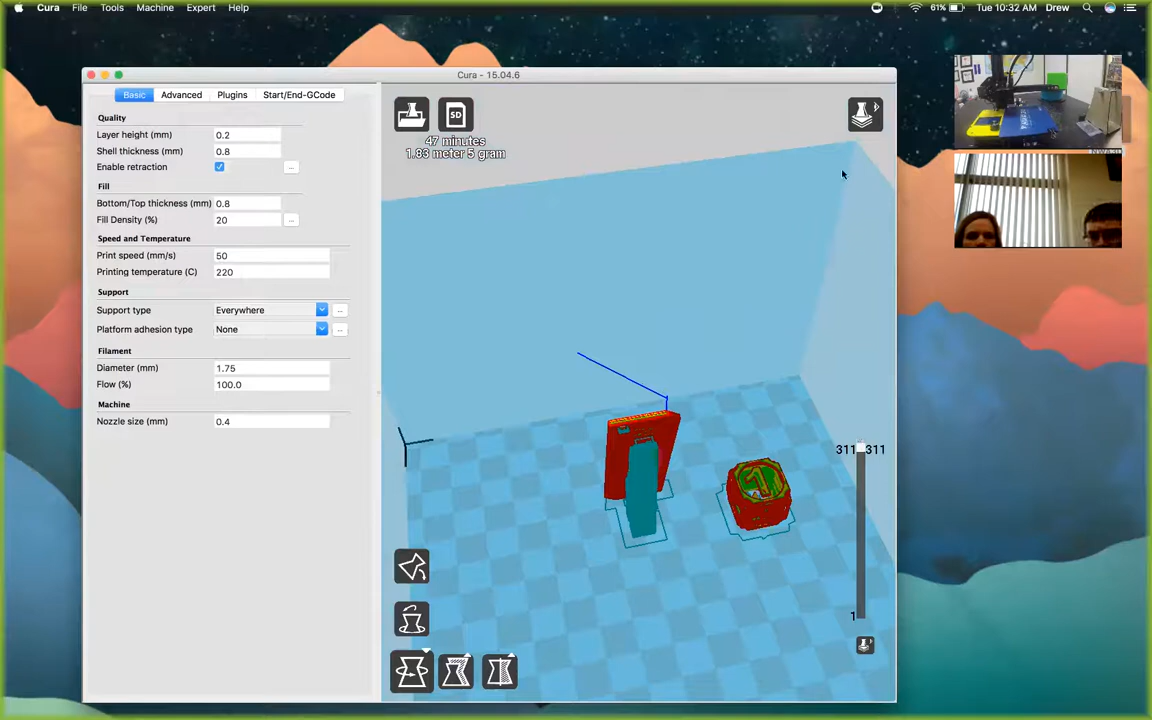 Cura File Tools Machine Expert Help 61% Tue 10:32 AM Drew
Cura - 15.04.6
Basic Advanced Plugins Start/End-GCode
Quality
Layer height (mm) 0.2
Shell thickness (mm) 0.8
Enable retraction ...
Fill
Bottom/Top thickness (mm) 0.8
Fill Density (%) 20 ...
Speed and Temperature
Print speed (mm/s) 50
Printing temperature (C) 220
Support
Support type Everywhere ...
Platform adhesion type None ...
Filament
Diameter (mm) 1.75
Flow (%) 100.0
Machine
Nozzle size (mm) 0.4
SD
47 minutes
1.83 meter 5 gram
311 311
1
1